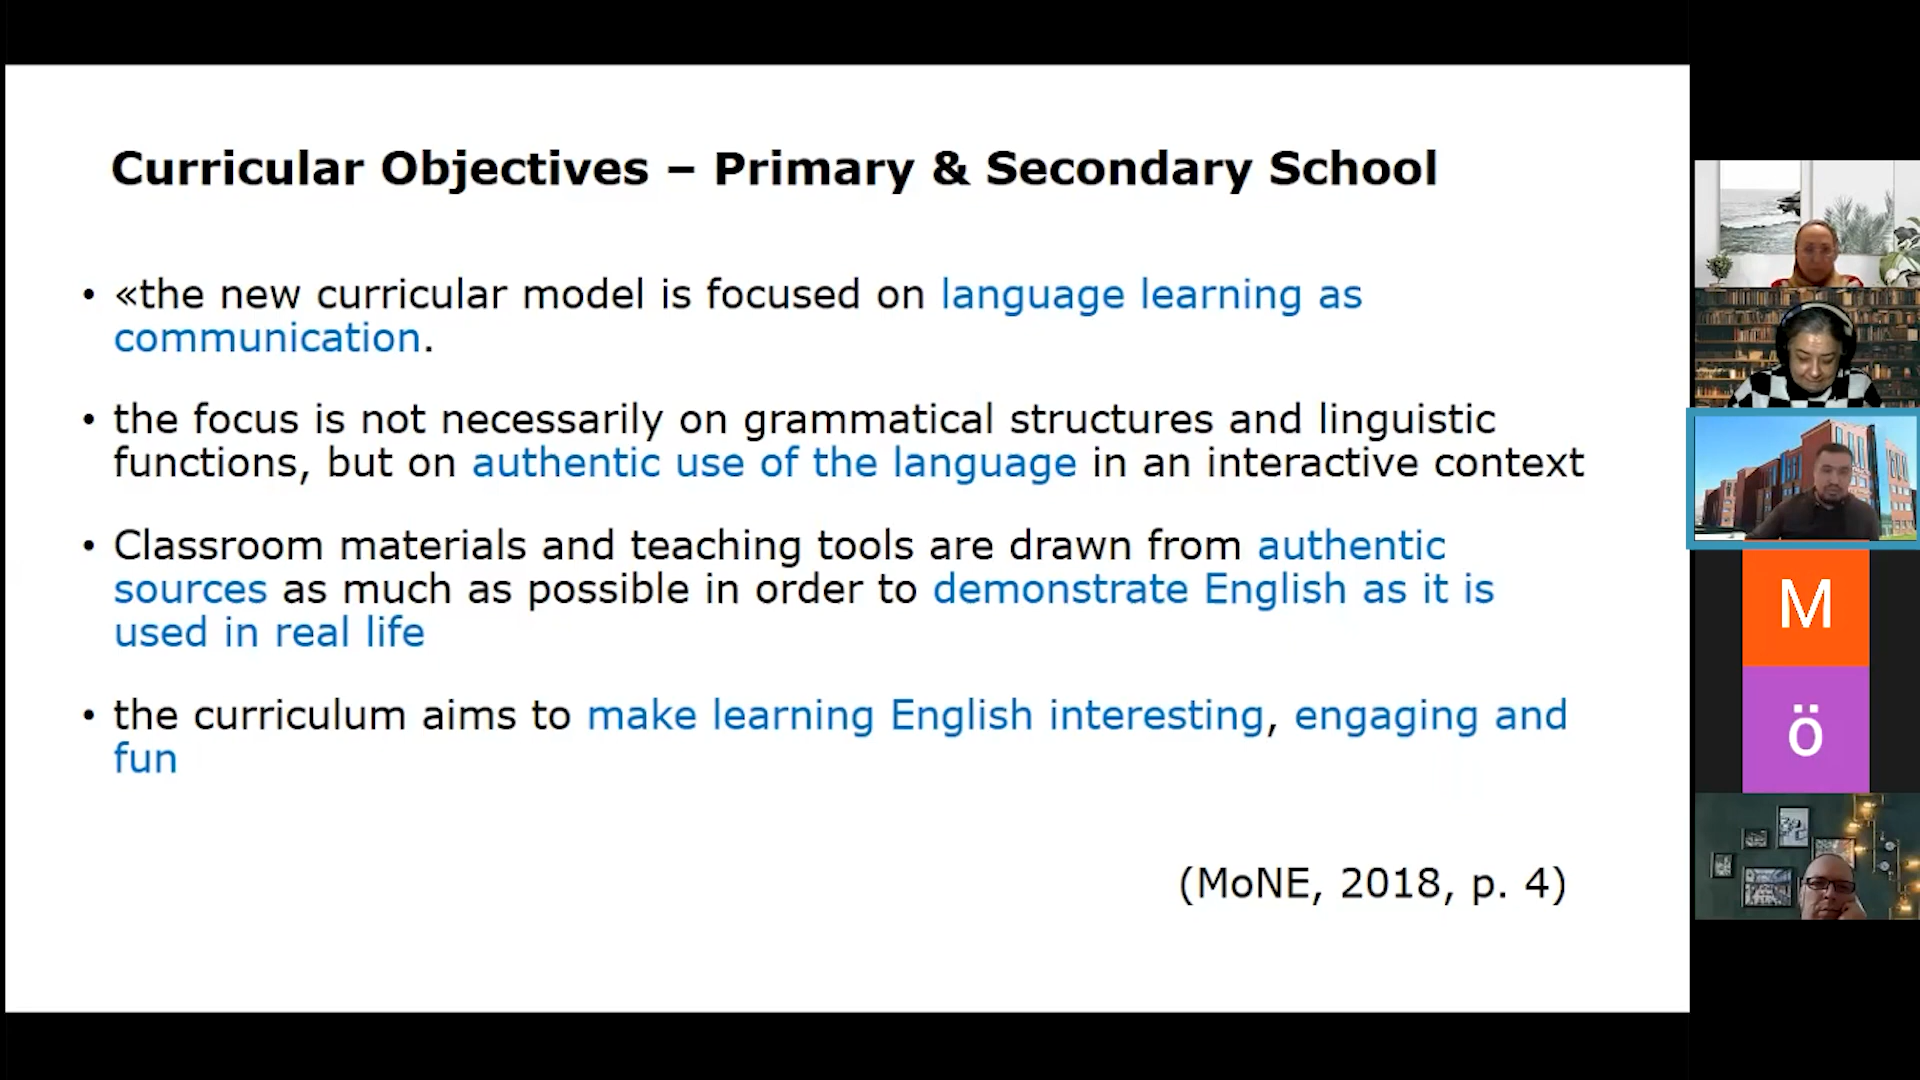 Curricular Objectives – Primary & Secondary School
• «the new curricular model is focused on language learning as
communication.
• the focus is not necessarily on grammatical structures and linguistic
functions, but on authentic use of the language in an interactive context
• Classroom materials and teaching tools are drawn from authentic
sources as much as possible in order to demonstrate English as it is
used in real life
• the curriculum aims to make learning English interesting, engaging and
fun
(MoNE, 2018, p. 4)
M
ö